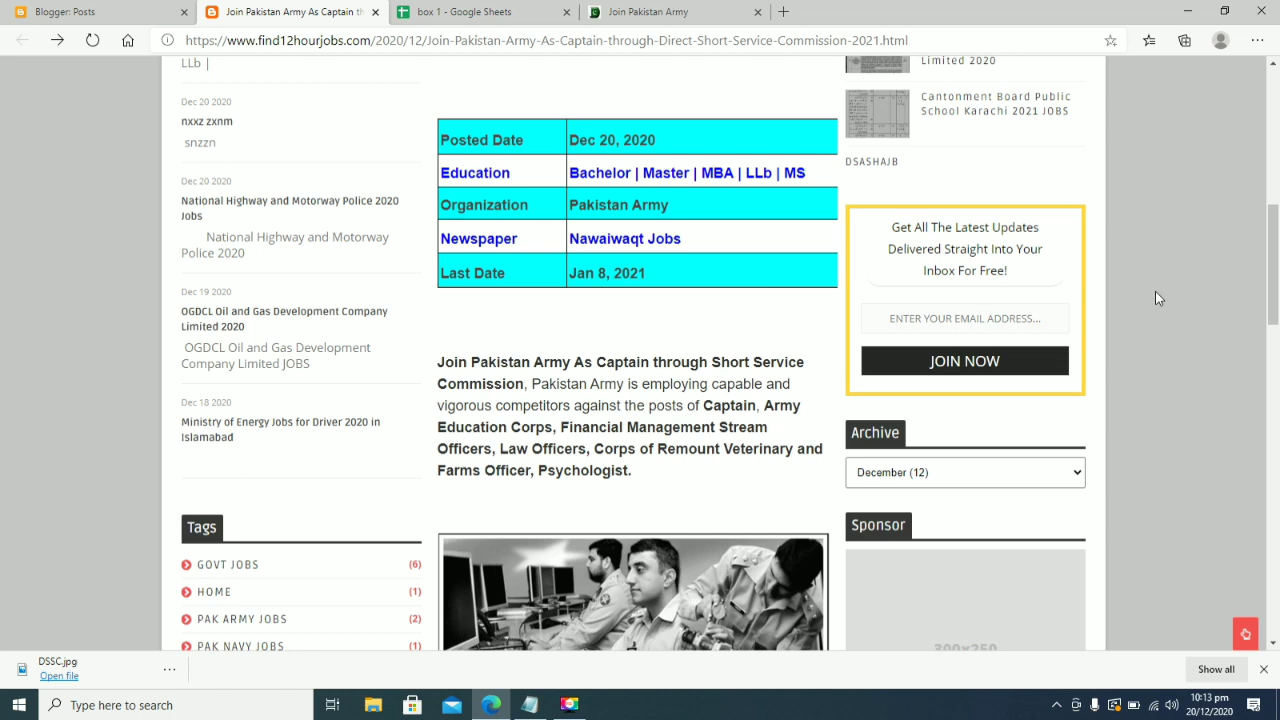 Blogger: Posts
Join Pakistan Army As Captain th
box 1 - Google Sheets
Join Pakistan Army
https://www.find12hourjobs.com/2020/12/Join-Pakistan-Army-As-Captain-through-Direct-Short-Service-Commission-2021.html
LLb |
Dec 20 2020
nxxz zxnm
snzzn
Dec 20 2020
National Highway and Motorway Police 2020
Jobs
National Highway and Motorway
Police 2020
Dec 19 2020
OGDCL Oil and Gas Development Company
Limited 2020
OGDCL Oil and Gas Development
Company Limited JOBS
Dec 18 2020
Ministry of Energy Jobs for Driver 2020 in
Islamabad
Tags
GOVT JOBS (6)
HOME (1)
PAK ARMY JOBS (2)
PAK NAVY JOBS (1)
Posted Date Dec 20, 2020
Education Bachelor | Master | MBA | LLb | MS
Organization Pakistan Army
Newspaper Nawaiwaqt Jobs
Last Date Jan 8, 2021
Join Pakistan Army As Captain through Short Service
Commission, Pakistan Army is employing capable and
vigorous competitors against the posts of Captain, Army
Education Corps, Financial Management Stream
Officers, Law Officers, Corps of Remount Veterinary and
Farms Officer, Psychologist.
Limited 2020
Cantonment Board Public
School Karachi 2021 JOBS
DSASHAJB
Get All The Latest Updates
Delivered Straight Into Your
Inbox For Free!
ENTER YOUR EMAIL ADDRESS...
JOIN NOW
Archive
December (12)
Sponsor
300x250
DSSC.jpg
Open file
Show all
Type here to search
10:13 pm
20/12/2020